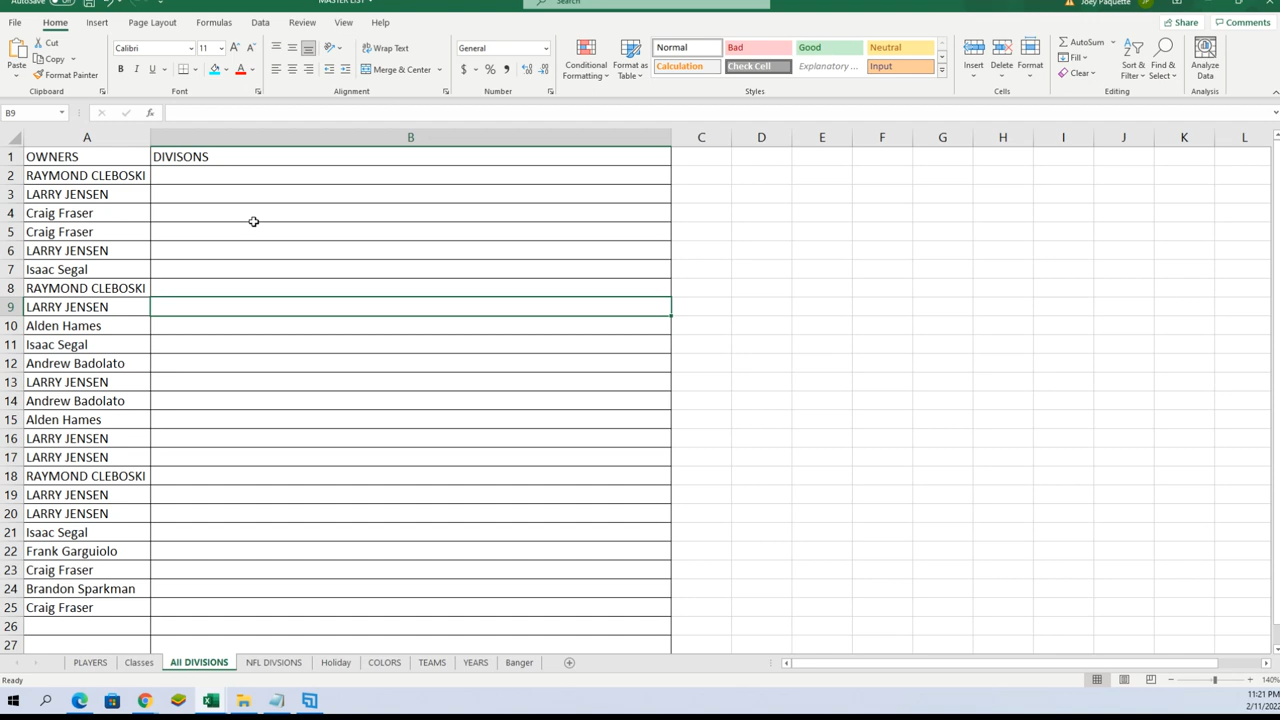 AutoSave Off MASTER LIST Search Joey Paquette JP
File Home Insert Page Layout Formulas Data Review View Help Share Comments
Paste Cut Copy Format Painter Clipboard
Calibri 11 B I U A A A Font
Wrap Text Merge & Center Alignment
General $ % Number
Conditional Formatting Format as Table
Normal Bad Good Neutral
Calculation Check Cell Explanatory ... Input
Styles
Insert Delete Format Cells
AutoSum Fill Clear Sort & Filter Find & Select Editing
Analyze Data Analysis
B9 fx
A B C D E F G H I J K L
1 OWNERS DIVISONS
2 RAYMOND CLEBOSKI
3 LARRY JENSEN
4 Craig Fraser
5 Craig Fraser
6 LARRY JENSEN
7 Isaac Segal
8 RAYMOND CLEBOSKI
9 LARRY JENSEN
10 Alden Hames
11 Isaac Segal
12 Andrew Badolato
13 LARRY JENSEN
14 Andrew Badolato
15 Alden Hames
16 LARRY JENSEN
17 LARRY JENSEN
18 RAYMOND CLEBOSKI
19 LARRY JENSEN
20 LARRY JENSEN
21 Isaac Segal
22 Frank Garguiolo
23 Craig Fraser
24 Brandon Sparkman
25 Craig Fraser
26
27
PLAYERS Classes All DIVISIONS NFL DIVSIONS Holiday COLORS TEAMS YEARS Banger
Ready 140%
11:21 PM
2/11/2022